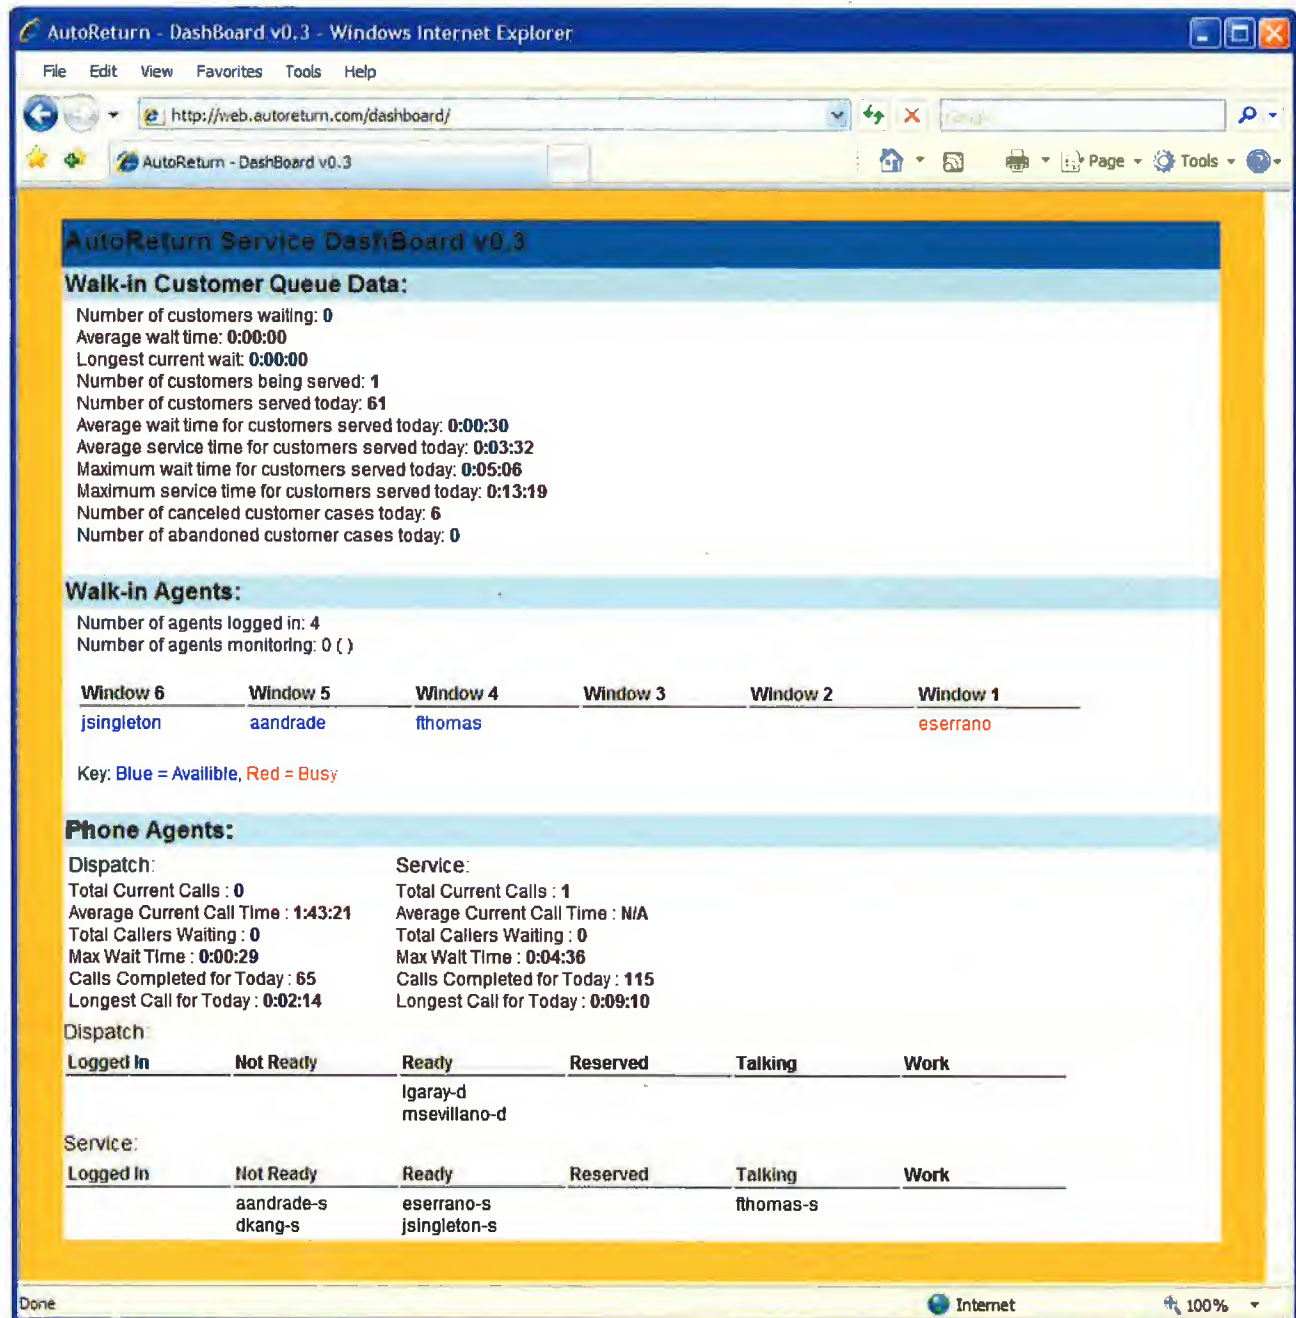 AutoReturn - DashBoard v0.3 - Windows Internet Explorer
File Edit View Favorites Tools Help
http://web.autoreturn.com/dashboard/
AutoReturn - DashBoard v0.3
Page Tools
AutoReturn Service DashBoard v0.3
Walk-in Customer Queue Data:
Number of customers waiting: 0
Average wait time: 0:00:00
Longest current wait: 0:00:00
Number of customers being served: 1
Number of customers served today: 61
Average wait time for customers served today: 0:00:30
Average service time for customers served today: 0:03:32
Maximum wait time for customers served today: 0:05:06
Maximum service time for customers served today: 0:13:19
Number of canceled customer cases today: 6
Number of abandoned customer cases today: 0
Walk-in Agents:
Number of agents logged in: 4
Number of agents monitoring: 0 ( )
Window 6 Window 5 Window 4 Window 3 Window 2 Window 1
jsingleton aandrade fthomas eserrano
Key: Blue = Availible, Red = Busy
Phone Agents:
Dispatch: Service:
Total Current Calls : 0 Total Current Calls : 1
Average Current Call Time : 1:43:21 Average Current Call Time : N/A
Total Callers Waiting : 0 Total Callers Waiting : 0
Max Wait Time : 0:00:29 Max Wait Time : 0:04:36
Calls Completed for Today : 65 Calls Completed for Today : 115
Longest Call for Today : 0:02:14 Longest Call for Today : 0:09:10
Dispatch:
Logged In Not Ready Ready Reserved Talking Work
lgaray-d
msevillano-d
Service:
Logged In Not Ready Ready Reserved Talking Work
aandrade-s eserrano-s fthomas-s
dkang-s jsingleton-s
Done Internet 100%